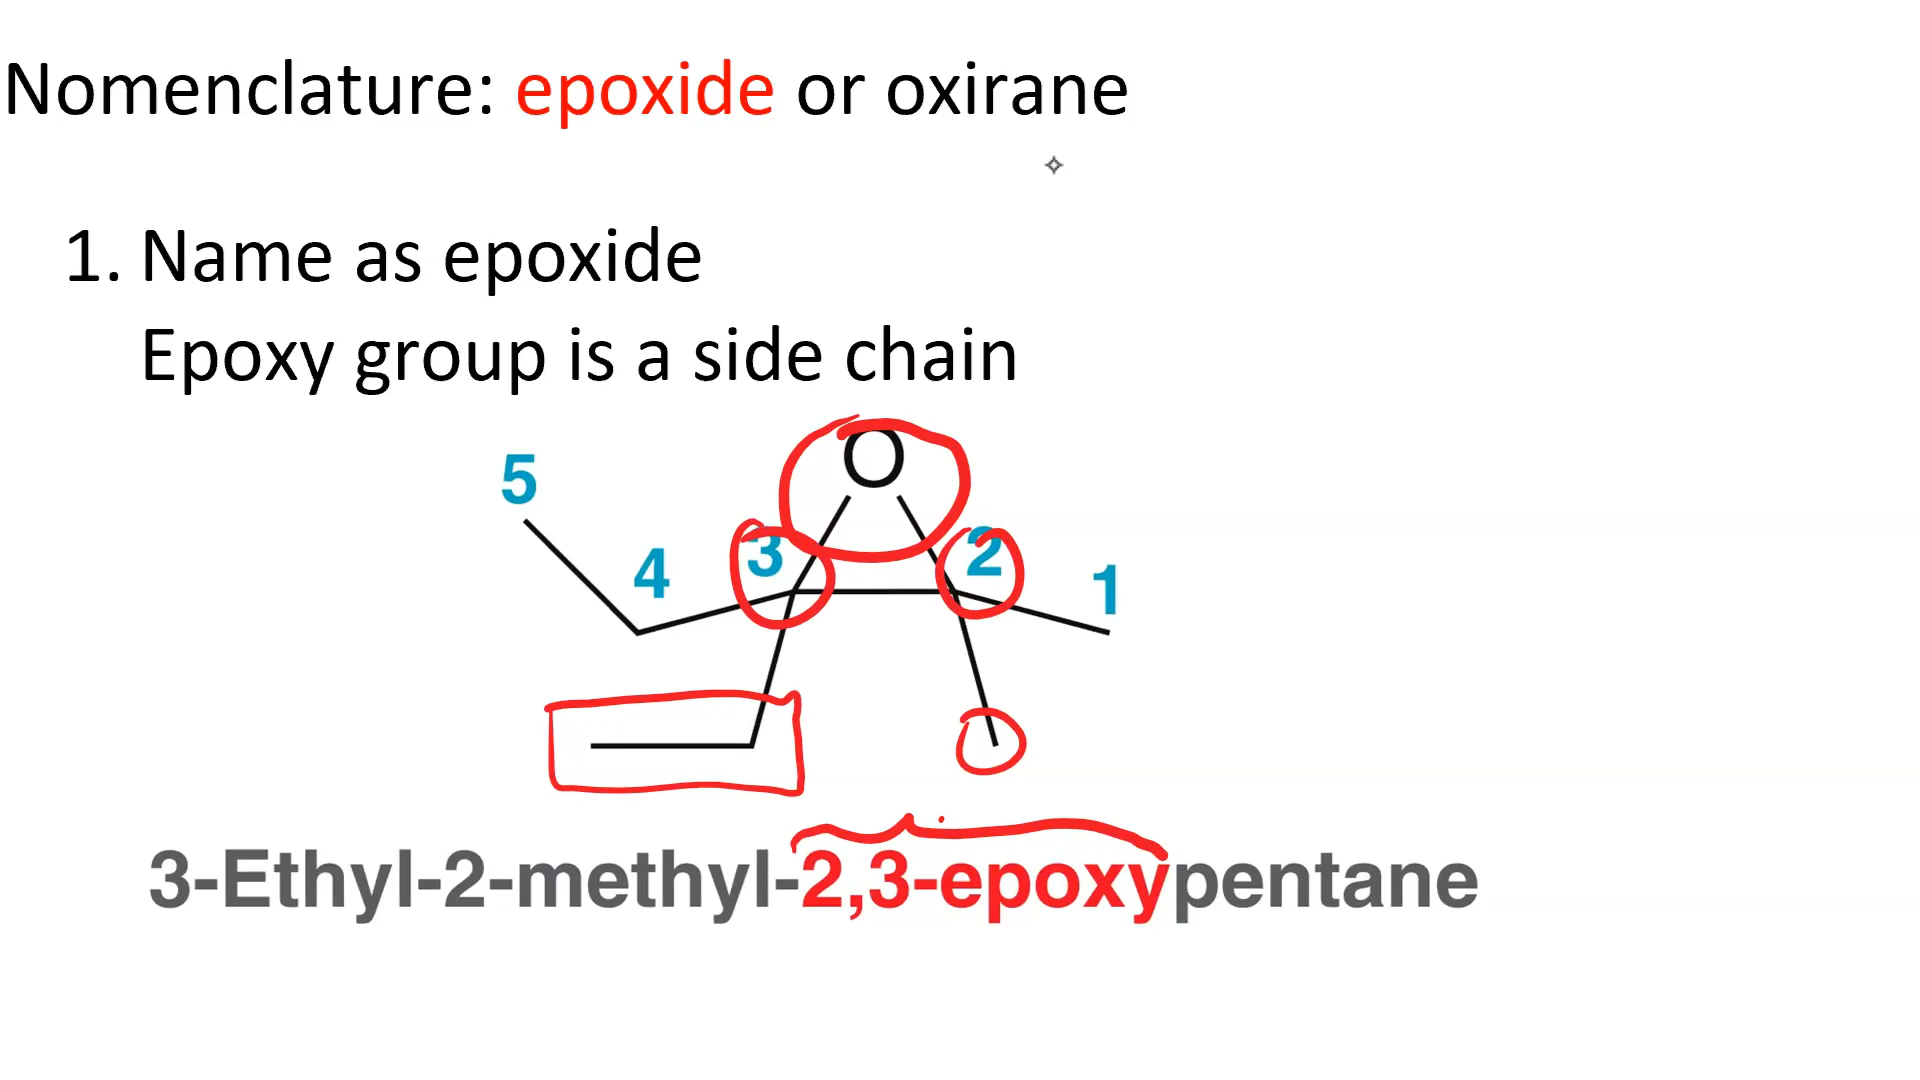 Nomenclature: epoxide or oxirane
1. Name as epoxide
Epoxy group is a side chain
O
5
4
3
2
1
3-Ethyl-2-methyl-2,3-epoxypentane